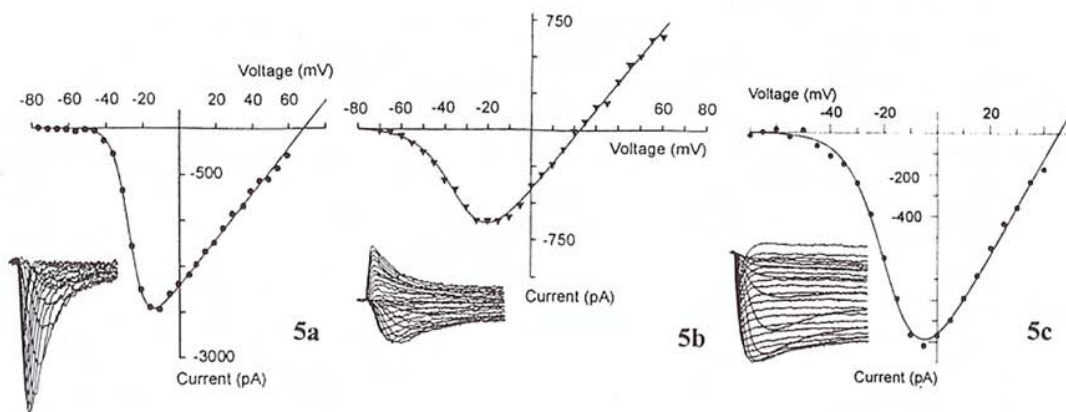 Voltage (mV)
-80 -60 -40 -20 20 40 60
-500
-3000
Current (pA)
5a
750
-80 -60 -40 -20 20 40 60 80
Voltage (mV)
-750
Current (pA)
5b
Voltage (mV)
-40 -20 0 20
-200
-400
Current (pA)
5c